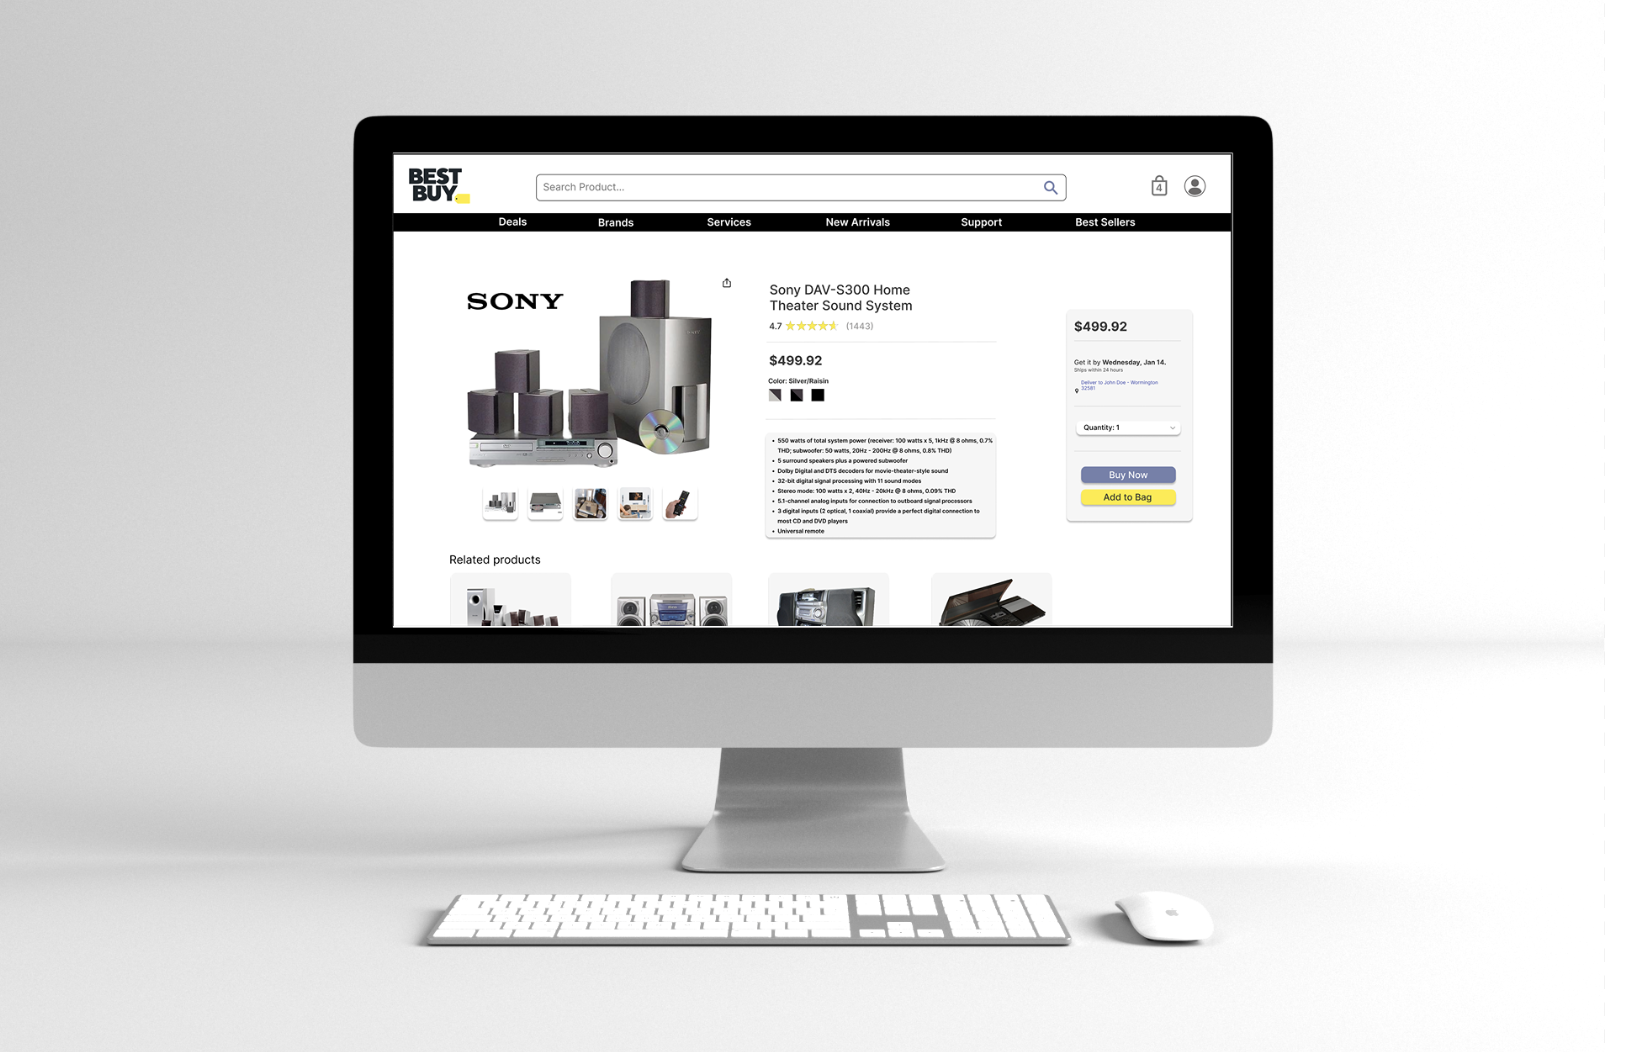 BEST
BUY
Search Product...
4
Deals
Brands
Services
New Arrivals
Support
Best Sellers
SONY
Sony DAV-S300 Home
Theater Sound System
4.7
(1443)
$499.92
Color: Silver/Raisin
• 550 watts of total system power (receiver: 100 watts x 5, 1kHz @ 8 ohms, 0.7%
THD; subwoofer: 50 watts, 20Hz - 200Hz @ 8 ohms, 0.8% THD)
• 5 surround speakers plus a powered subwoofer
• Dolby Digital and DTS decoders for movie-theater-style sound
• 32-bit digital signal processing with 11 sound modes
• Stereo mode: 100 watts x 2, 40Hz - 20kHz @ 8 ohms, 0.09% THD
• 5.1-channel analog inputs for connection to outboard signal processors
• 3 digital inputs (2 optical, 1 coaxial) provide a perfect digital connection to
most CD and DVD players
• Universal remote
$499.92
Get it by Wednesday, Jan 14.
Ships within 24 hours
Deliver to John Doe - Wormington
32581
Quantity: 1
Buy Now
Add to Bag
Related products